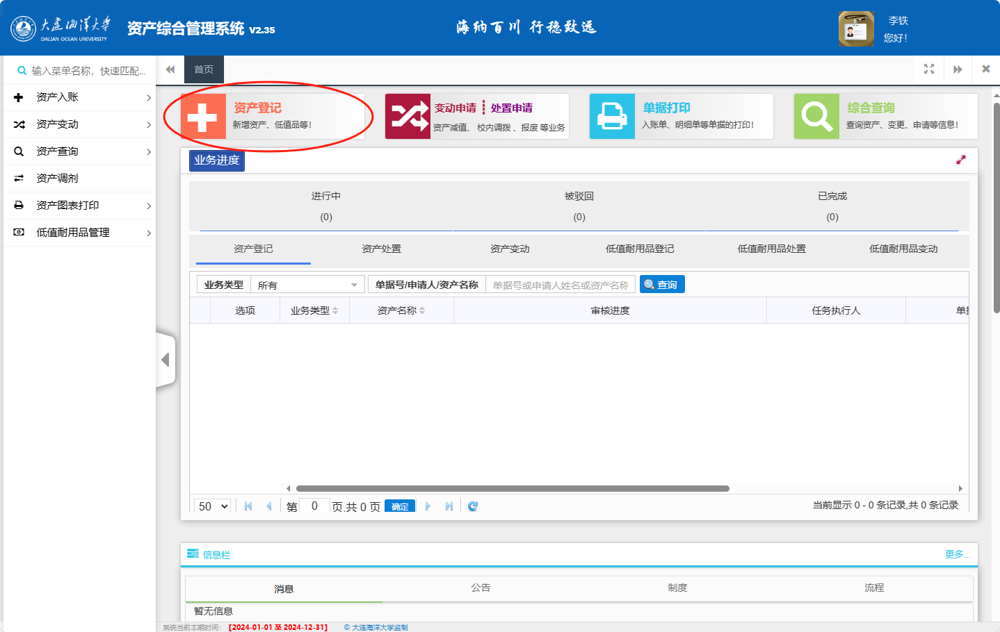 大连海洋大学
DALIAN OCEAN UNIVERSITY
资产综合管理系统 V2.35
海纳百川 行稳致远
李铁
您好！
输入菜单名称，快速匹配...
首页
资产入账
资产变动
资产查询
资产调剂
资产图表打印
低值耐用品管理
资产登记
新增资产、低值品等！
变动申请
处置申请
资产减值、 校内调拨 、报废 等业务
单据打印
入账单、明细单等单据的打印！
综合查询
查询资产、变更、申请等信息！
业务进度
进行中
被驳回
已完成
(0)
(0)
(0)
资产登记
资产处置
资产变动
低值耐用品登记
低值耐用品处置
低值耐用品变动
业务类型
所有
单据号/申请人/资产名称
单据号或申请人姓名或资产名称
查询
选项
业务类型
资产名称
审核进度
任务执行人
单
50
第 0 页,共 0 页
确定
当前显示 0 - 0 条记录,共 0 条记录
信息栏
更多...
消息
公告
制度
流程
暂无信息
系统当前本期时间： 【2024-01-01 至 2024-12-31】
© 大连海洋大学监制